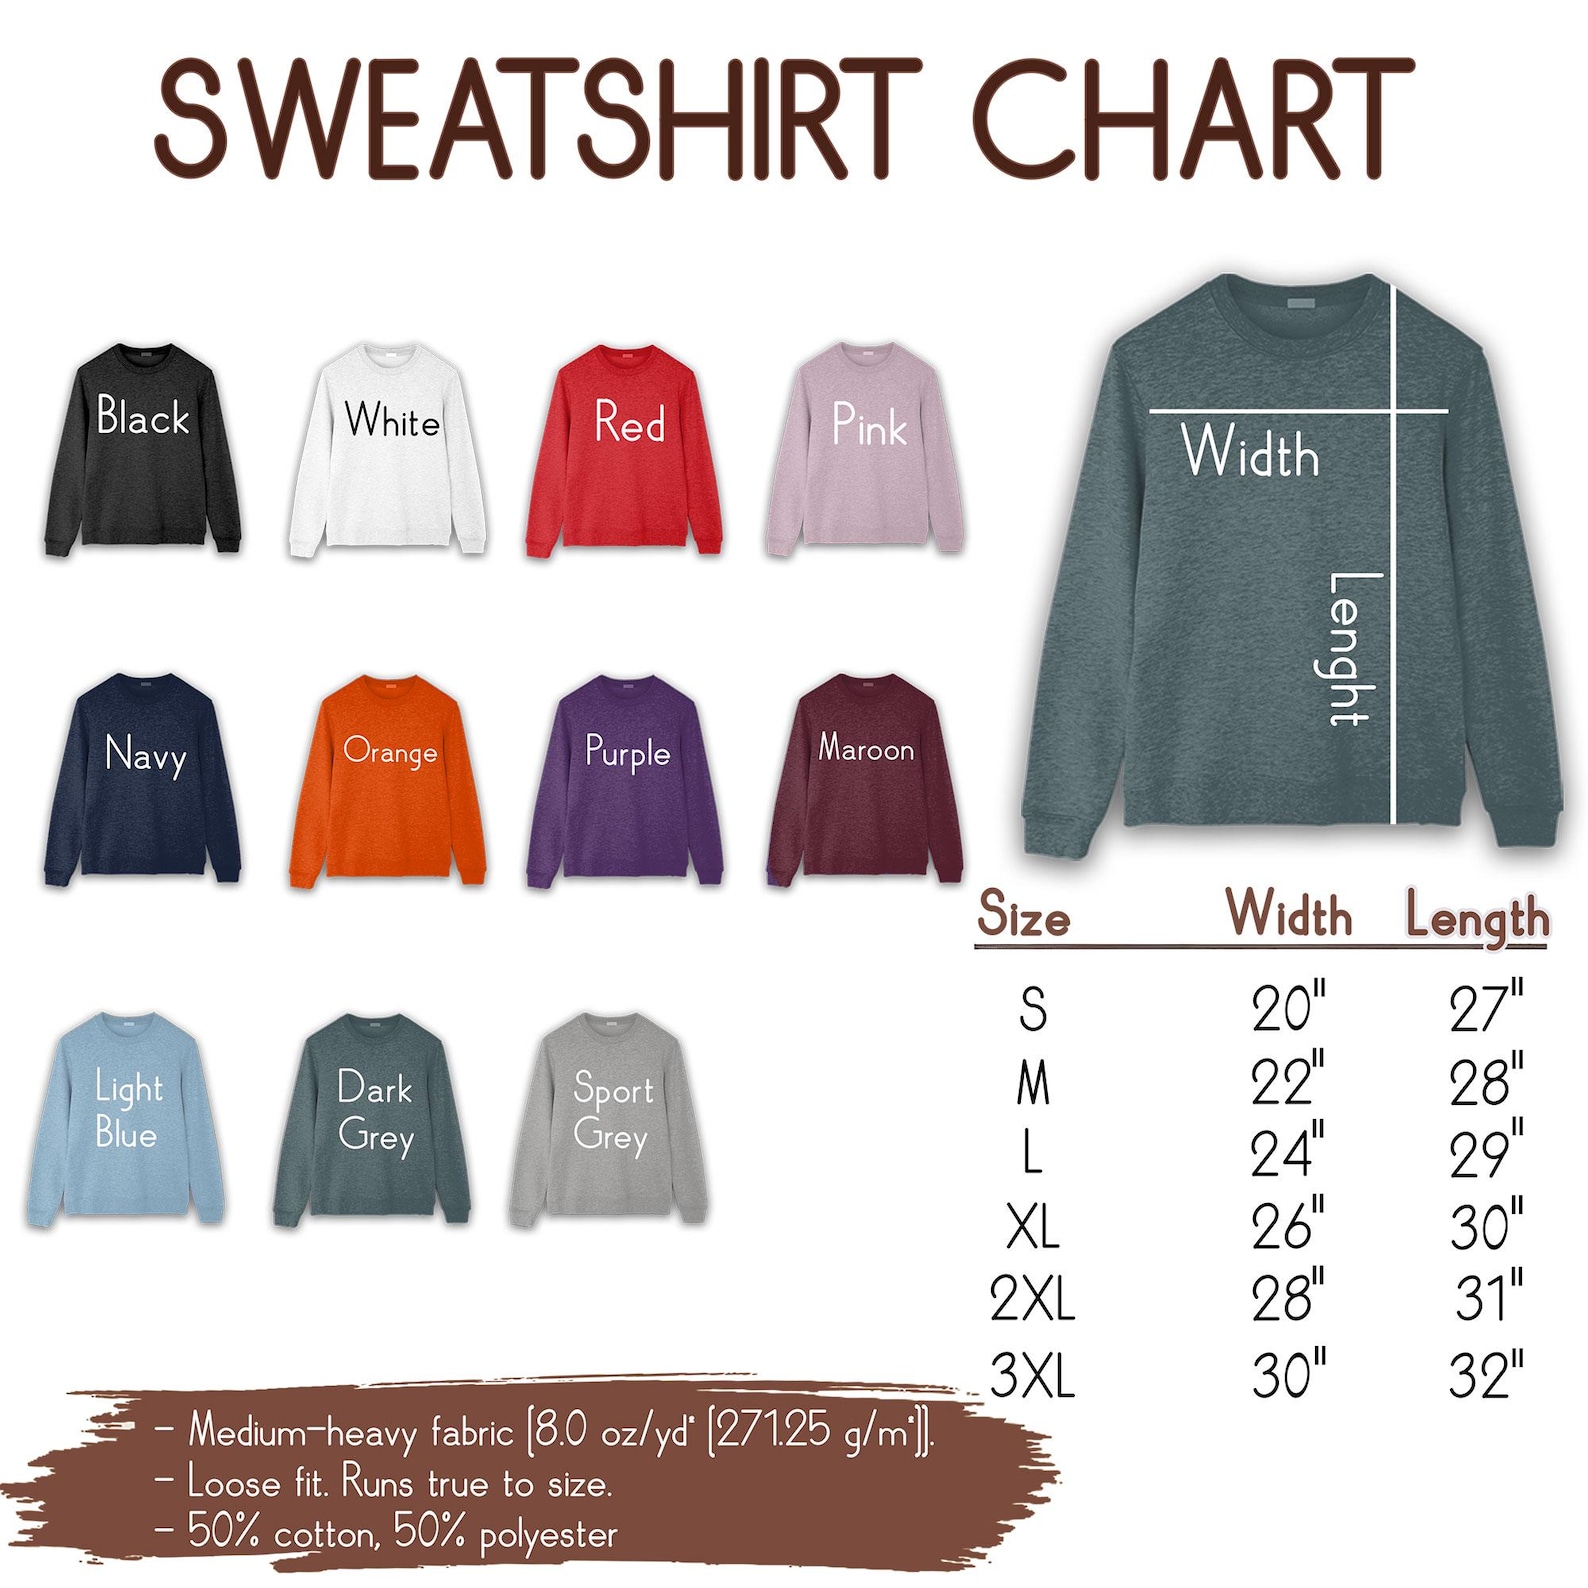 SWEATSHIRT CHART
Black
White
Red
Pink
Width
Lenght
Navy
Orange
Purple
Maroon
Light
Blue
Dark
Grey
Sport
Grey
Size Width Length
S 20" 27"
M 22" 28"
L 24" 29"
XL 26" 30"
2XL 28" 31"
3XL 30" 32"
- Medium-heavy fabric (8.0 oz/yd² (271.25 g/m²)).
- Loose fit. Runs true to size.
- 50% cotton, 50% polyester